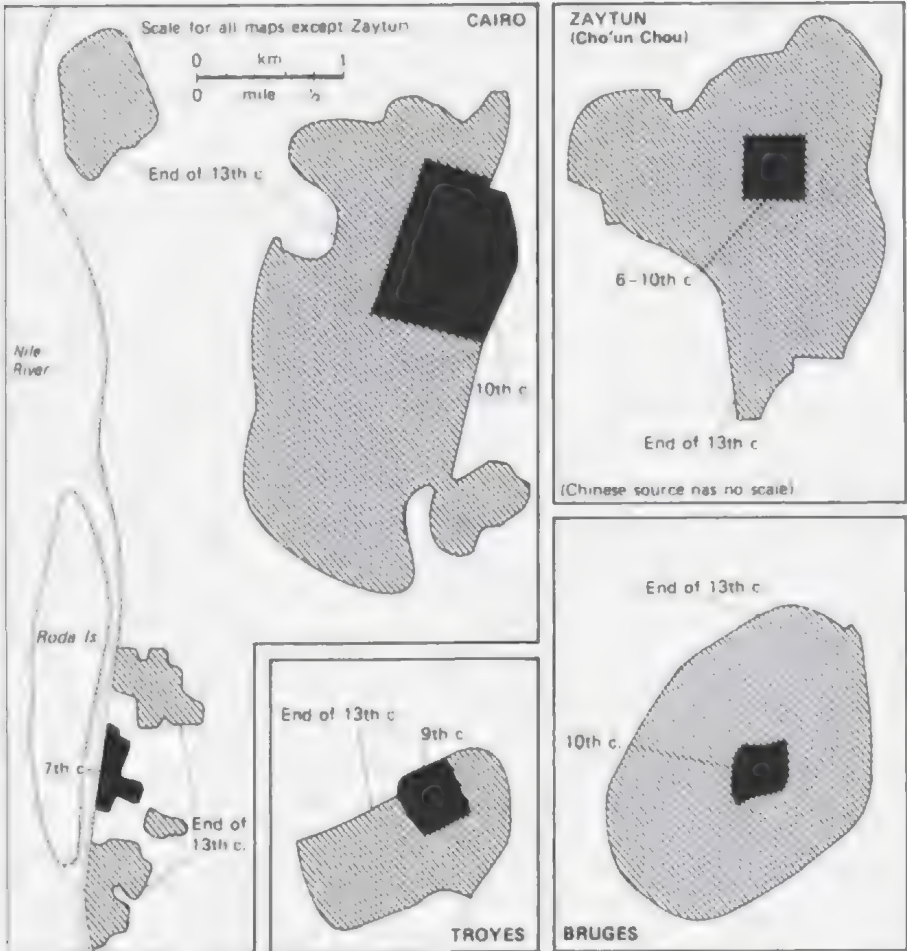 Scale for all maps except Zaytun
CAIRO
0 km 1
0 mile ½
End of 13th c
Nile
River
10th c
Roda Is
7th c
End of
13th c.
ZAYTUN
(Cho'un Chou)
6-10th c
End of 13th c
(Chinese source has no scale)
End of 13th c
9th c
TROYES
End of 13th c
10th c.
BRUGES